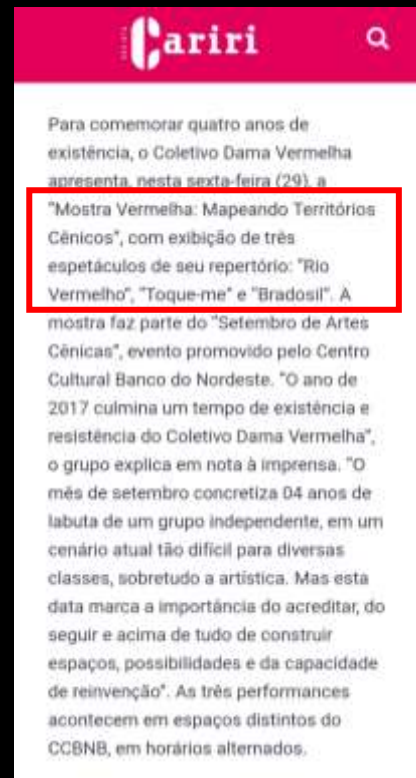 Cariri
Para comemorar quatro anos de
existência, o Coletivo Dama Vermelha
apresenta, nesta sexta-feira (29), a
"Mostra Vermelha: Mapeando Territórios
Cênicos", com exibição de três
espetáculos de seu repertório: "Rio
Vermelho", "Toque-me" e "Bradosil". A
mostra faz parte do "Setembro de Artes
Cênicas", evento promovido pelo Centro
Cultural Banco do Nordeste. "O ano de
2017 culmina um tempo de existência e
resistência do Coletivo Dama Vermelha",
o grupo explica em nota à imprensa. "O
mês de setembro concretiza 04 anos de
labuta de um grupo independente, em um
cenário atual tão difícil para diversas
classes, sobretudo a artística. Mas esta
data marca a importância do acreditar, do
seguir e acima de tudo de construir
espaços, possibilidades e da capacidade
de reinvenção". As três performances
acontecem em espaços distintos do
CCBNB, em horários alternados.